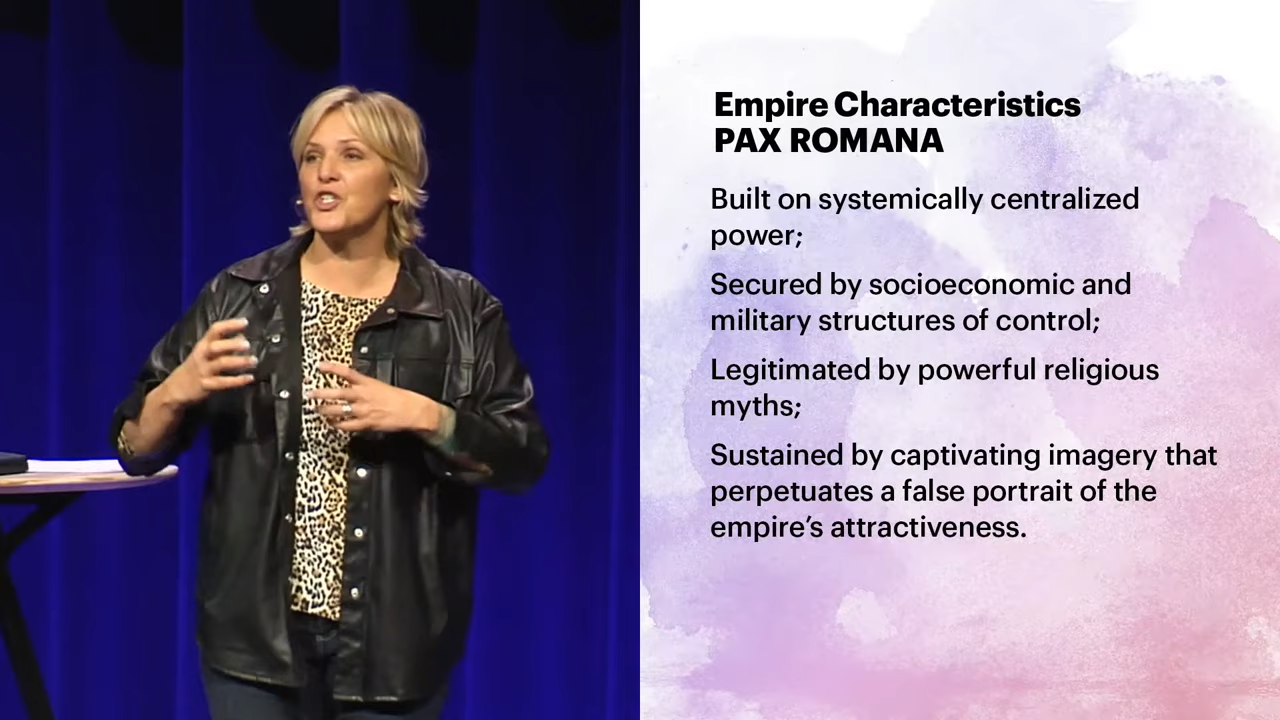 Empire Characteristics
PAX ROMANA
Built on systemically centralized
power;
Secured by socioeconomic and
military structures of control;
Legitimated by powerful religious
myths;
Sustained by captivating imagery that
perpetuates a false portrait of the
empire’s attractiveness.